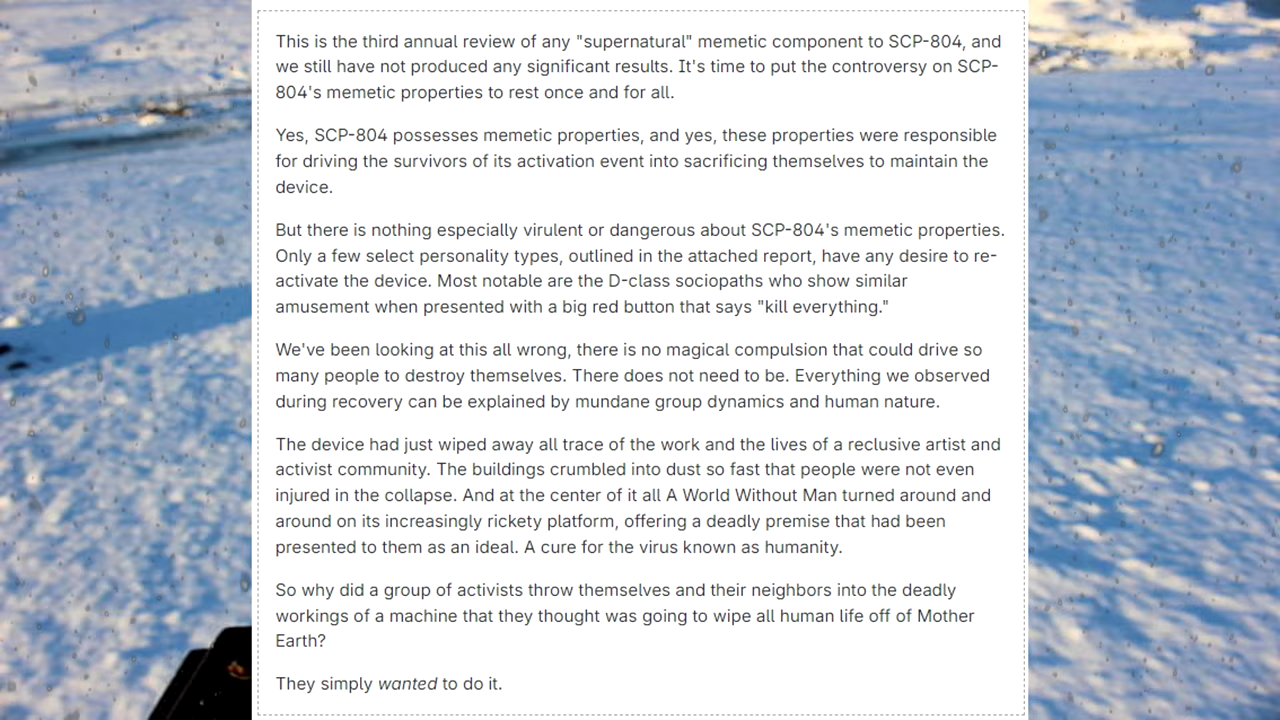 This is the third annual review of any "supernatural" memetic component to SCP-804, and
we still have not produced any significant results. It's time to put the controversy on SCP-
804's memetic properties to rest once and for all.
Yes, SCP-804 possesses memetic properties, and yes, these properties were responsible
for driving the survivors of its activation event into sacrificing themselves to maintain the
device.
But there is nothing especially virulent or dangerous about SCP-804's memetic properties.
Only a few select personality types, outlined in the attached report, have any desire to re-
activate the device. Most notable are the D-class sociopaths who show similar
amusement when presented with a big red button that says "kill everything."
We've been looking at this all wrong, there is no magical compulsion that could drive so
many people to destroy themselves. There does not need to be. Everything we observed
during recovery can be explained by mundane group dynamics and human nature.
The device had just wiped away all trace of the work and the lives of a reclusive artist and
activist community. The buildings crumbled into dust so fast that people were not even
injured in the collapse. And at the center of it all A World Without Man turned around and
around on its increasingly rickety platform, offering a deadly premise that had been
presented to them as an ideal. A cure for the virus known as humanity.
So why did a group of activists throw themselves and their neighbors into the deadly
workings of a machine that they thought was going to wipe all human life off of Mother
Earth?
They simply wanted to do it.